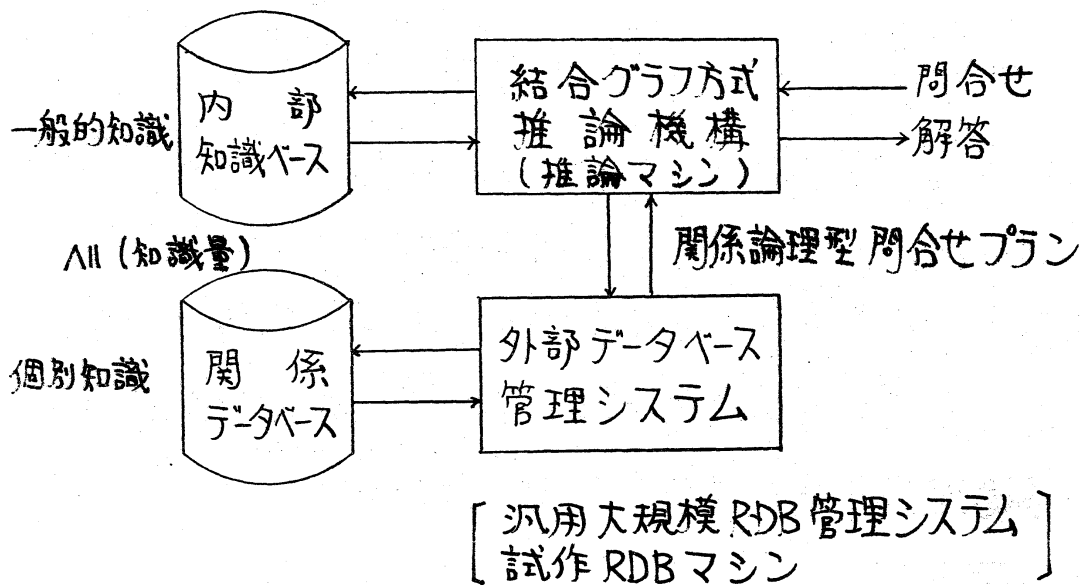 一般的知識
内部
知識ベース
結合グラフ方式
推論機構
(推論マシン)
問合せ
解答
∧॥ (知識量)
関係論理型 問合せプラン
個別知識
関係
データベース
外部データベース
管理システム
[ 汎用大規模RDB管理システム
試作RDBマシン ]